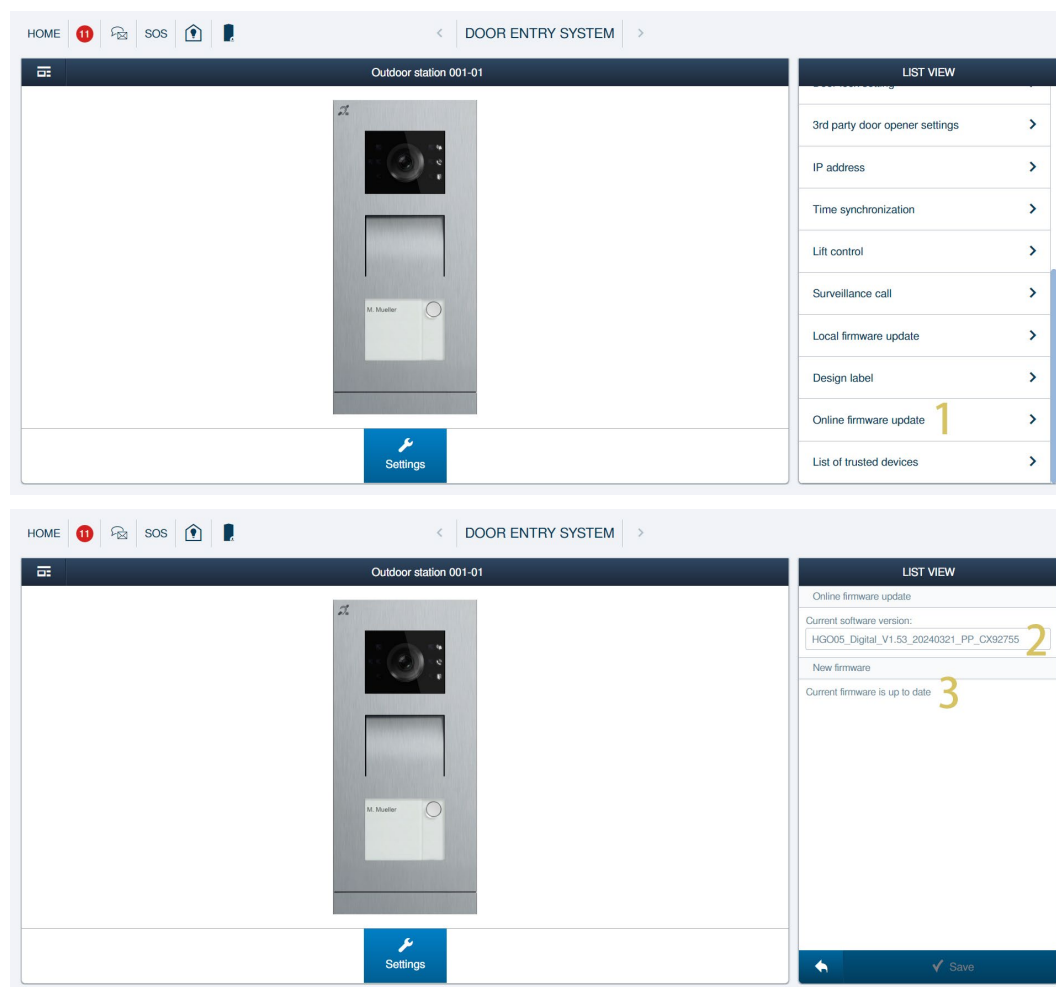 HOME 11 SOS DOOR ENTRY SYSTEM
Outdoor station 001-01
LIST VIEW
3rd party door opener settings
IP address
Time synchronization
Lift control
Surveillance call
Local firmware update
Design label
Online firmware update 1
List of trusted devices
M. Mueller
Settings
HOME 11 SOS DOOR ENTRY SYSTEM
Outdoor station 001-01
LIST VIEW
Online firmware update
Current software version:
HGO05_Digital_V1.53_20240321_PP_CX92755 2
New firmware
Current firmware is up to date 3
M. Mueller
Settings
Save